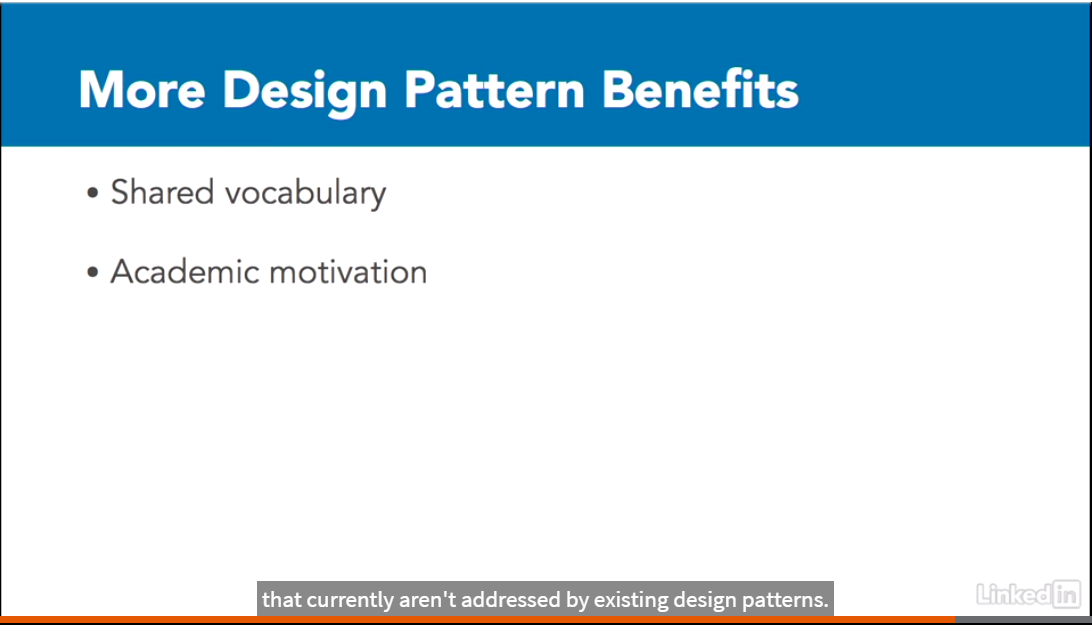 More Design Pattern Benefits
• Shared vocabulary
• Academic motivation
that currently aren't addressed by existing design patterns.
Linked in